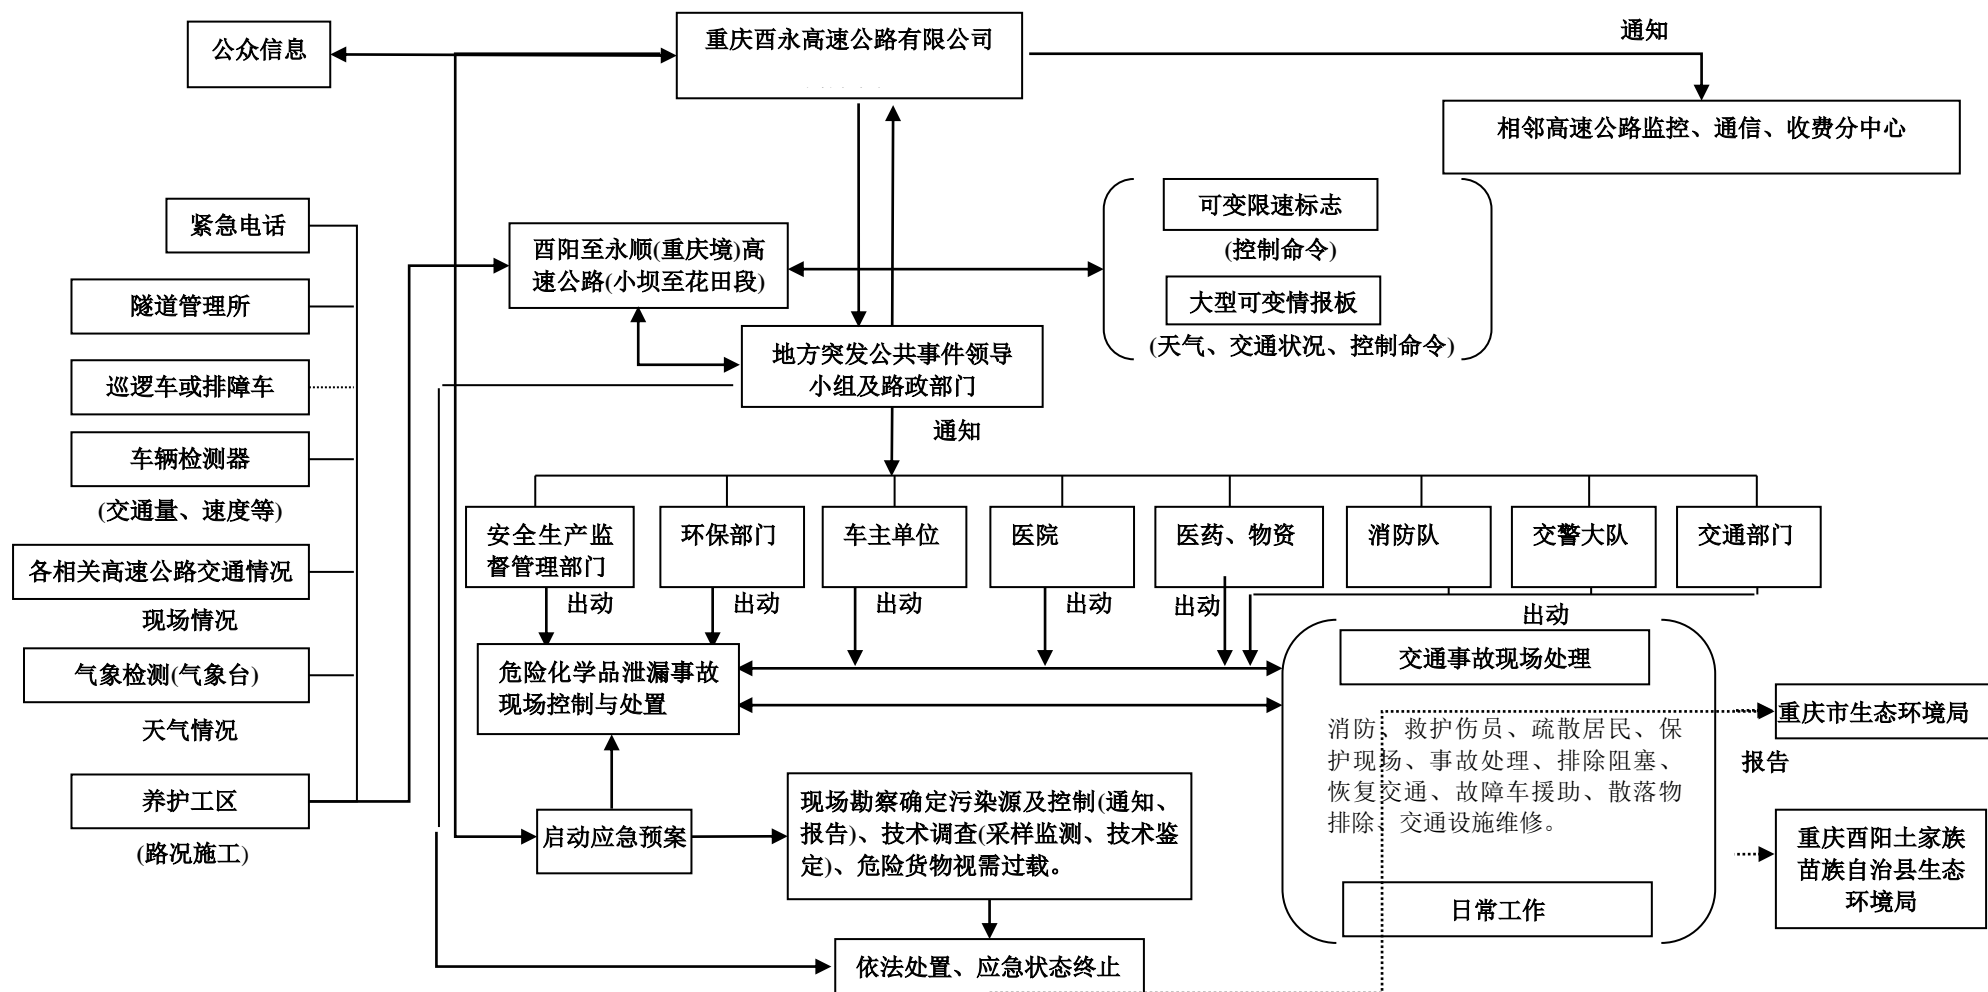 公众信息
重庆酉永高速公路有限公司
通知
相邻高速公路监控、通信、收费分中心
紧急电话
隧道管理所
巡逻车或排障车
车辆检测器
(交通量、速度等)
各相关高速公路交通情况
现场情况
气象检测(气象台)
天气情况
养护工区
(路况施工)
酉阳至永顺(重庆境)高
速公路(小坝至花田段)
可变限速标志
(控制命令)
大型可变情报板
(天气、交通状况、控制命令)
地方突发公共事件领导
小组及路政部门
通知
安全生产监
督管理部门
环保部门
车主单位
医院
医药、物资
消防队
交警大队
交通部门
出动
出动
出动
出动
出动
出动
危险化学品泄漏事故
现场控制与处置
交通事故现场处理
消防、救护伤员、疏散居民、保
护现场、事故处理、排除阻塞、
恢复交通、故障车援助、散落物
排除、交通设施维修。
日常工作
重庆市生态环境局
报告
重庆酉阳土家族
苗族自治县生态
环境局
启动应急预案
现场勘察确定污染源及控制(通知、
报告)、技术调查(采样监测、技术鉴
定)、危险货物视需过载。
依法处置、应急状态终止